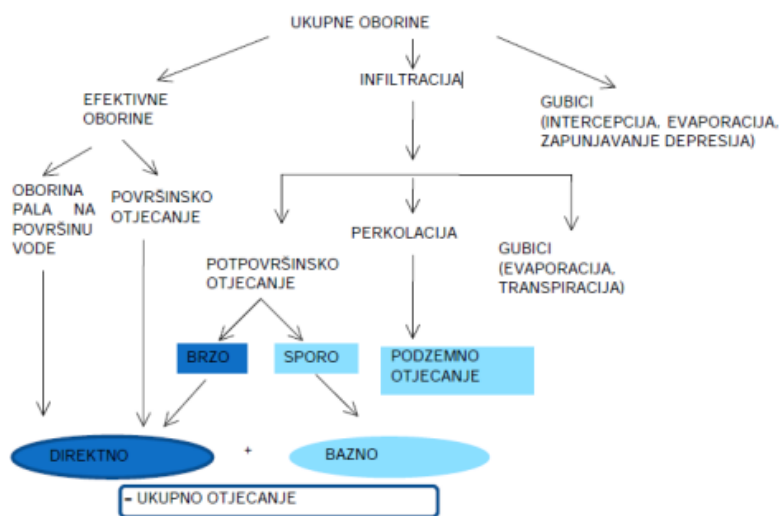 UKUPNE OBORINE
INFILTRACIJA
EFEKTIVNE
OBORINE
GUBICI
(INTERCEPCIJA, EVAPORACIJA,
ZAPUNJAVANJE DEPRESIJA)
OBORINA
PALA NA
POVRŠINU
VODE
POVRŠINSKO
OTJECANJE
PERKOLACIJA
GUBICI
(EVAPORACIJA,
TRANSPIRACIJA)
POTPOVRŠINSKO
OTJECANJE
BRZO
SPORO
PODZEMNO
OTJECANJE
DIREKTNO
+
BAZNO
= UKUPNO OTJECANJE